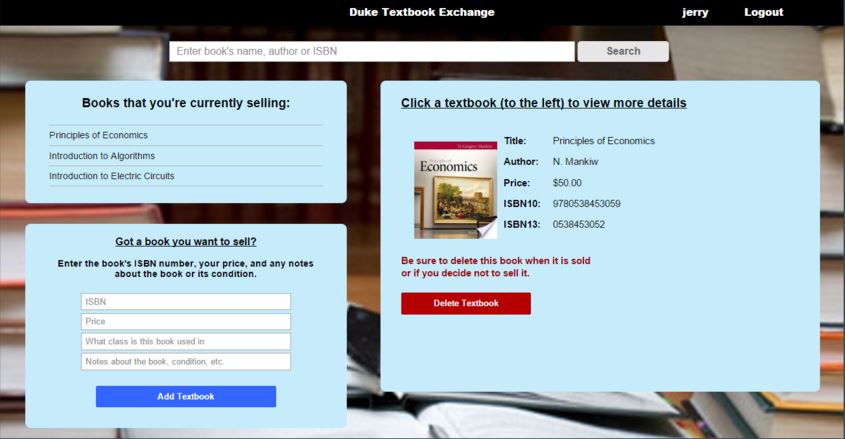 Duke Textbook Exchange
jerry
Logout
Enter book's name, author or ISBN
Search
Books that you're currently selling:
Principles of Economics
Introduction to Algorithms
Introduction to Electric Circuits
Got a book you want to sell?
Enter the book's ISBN number, your price, and any notes
about the book or its condition.
ISBN
Price
What class is this book used in
Notes about the book, condition, etc.
Add Textbook
Click a textbook (to the left) to view more details
N. Gregory Mankiw
Principles of
Economics
Title: Principles of Economics
Author: N. Mankiw
Price: $50.00
ISBN10: 9780538453059
ISBN13: 0538453052
Be sure to delete this book when it is sold
or if you decide not to sell it.
Delete Textbook